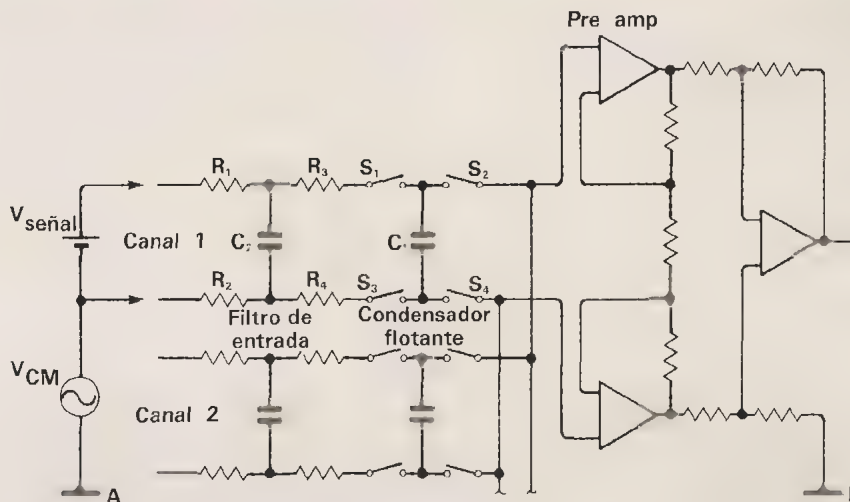 Pre amp
R1 R3 S1 S2
Vseñal
Canal 1
R2 R4 S3 S4
Filtro de entrada
Condensador flotante
VCM
Canal 2
A